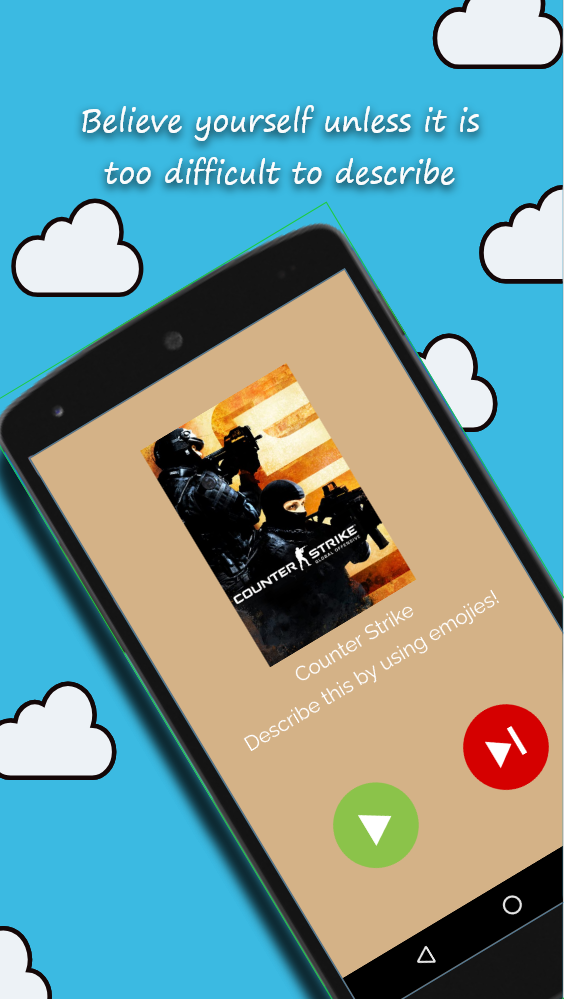 Believe yourself unless it is
too difficult to describe
COUNTER STRIKE
GLOBAL OFFENSIVE
Counter Strike
Describe this by using emojies!